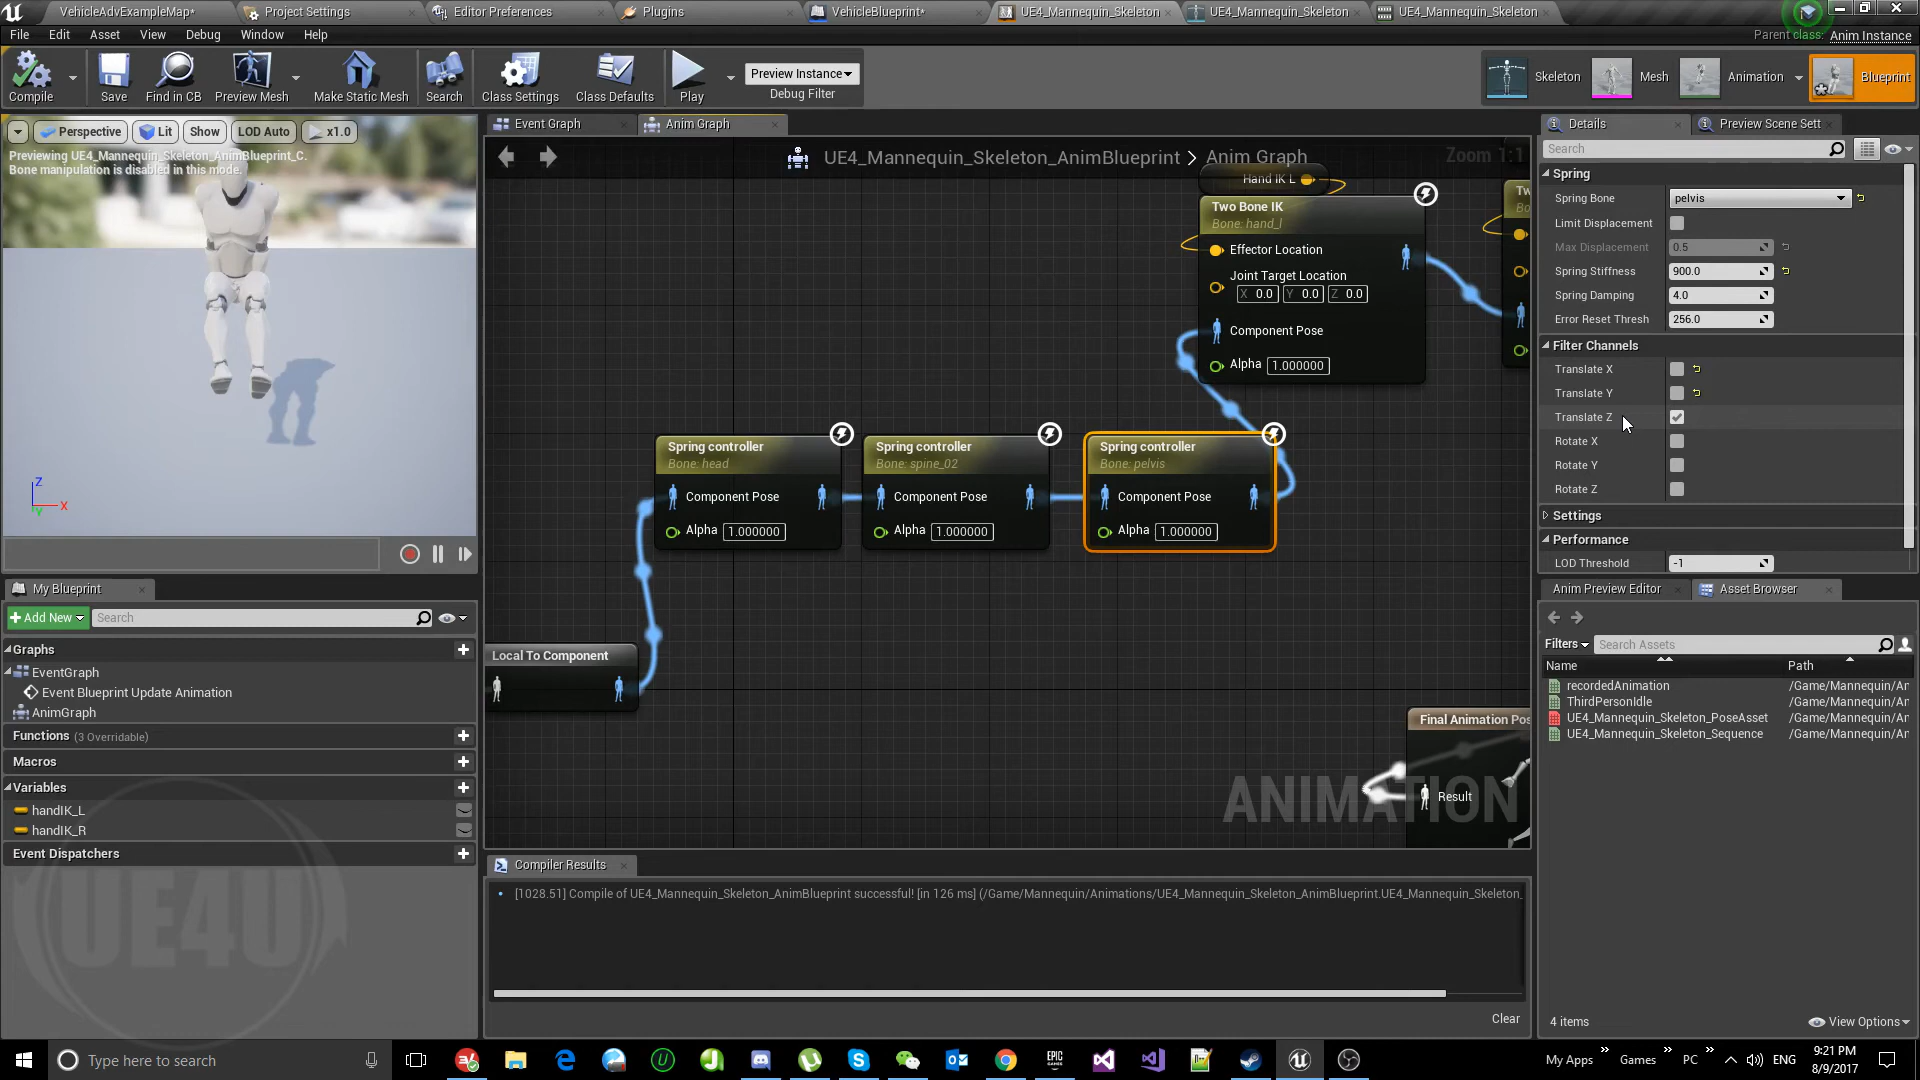 VehicleAdvExampleMap*
Project Settings
Editor Preferences
Plugins
VehicleBlueprint*
UE4_Mannequin_Skeleton
UE4_Mannequin_Skeleton
UE4_Mannequin_Skeleton
File Edit Asset View Debug Window Help
Parent class: Anim Instance
Compile
Save
Find in CB
Preview Mesh
Make Static Mesh
Search
Class Settings
Class Defaults
Play
Preview Instance
Debug Filter
Skeleton
Mesh
Animation
Blueprint
Perspective Lit Show LOD Auto x1.0
Previewing UE4_Mannequin_Skeleton_AnimBlueprint_C.
Bone manipulation is disabled in this mode.
Z
X
Y
My Blueprint
Add New Search
Graphs
EventGraph
Event Blueprint Update Animation
AnimGraph
Functions (3 Overridable)
Macros
Variables
handIK_L
handIK_R
Event Dispatchers
UE4U
Event Graph
Anim Graph
UE4_Mannequin_Skeleton_AnimBlueprint > Anim Graph
Zoom 1:1
Hand IK L
Two Bone IK
Bone: hand_l
Effector Location
Joint Target Location
X 0.0 Y 0.0 Z 0.0
Component Pose
Alpha 1.000000
Spring controller
Bone: head
Component Pose
Alpha 1.000000
Spring controller
Bone: spine_02
Component Pose
Alpha 1.000000
Spring controller
Bone: pelvis
Component Pose
Alpha 1.000000
Local To Component
Final Animation Pos
Result
ANIMATION
Compiler Results
[1028.51] Compile of UE4_Mannequin_Skeleton_AnimBlueprint successful! [in 126 ms] (/Game/Mannequin/Animations/UE4_Mannequin_Skeleton_AnimBlueprint.UE4_Mannequin_Skeleton_
Clear
Details
Preview Scene Sett
Search
Spring
Spring Bone pelvis
Limit Displacement
Max Displacement 0.5
Spring Stiffness 900.0
Spring Damping 4.0
Error Reset Thresh 256.0
Filter Channels
Translate X
Translate Y
Translate Z
Rotate X
Rotate Y
Rotate Z
Settings
Performance
LOD Threshold -1
Anim Preview Editor
Asset Browser
Filters Search Assets
Name Path
recordedAnimation /Game/Mannequin/An
ThirdPersonIdle /Game/Mannequin/An
UE4_Mannequin_Skeleton_PoseAsset /Game/Mannequin/An
UE4_Mannequin_Skeleton_Sequence /Game/Mannequin/An
4 items
View Options
Type here to search
My Apps
Games
PC
ENG
9:21 PM
8/9/2017